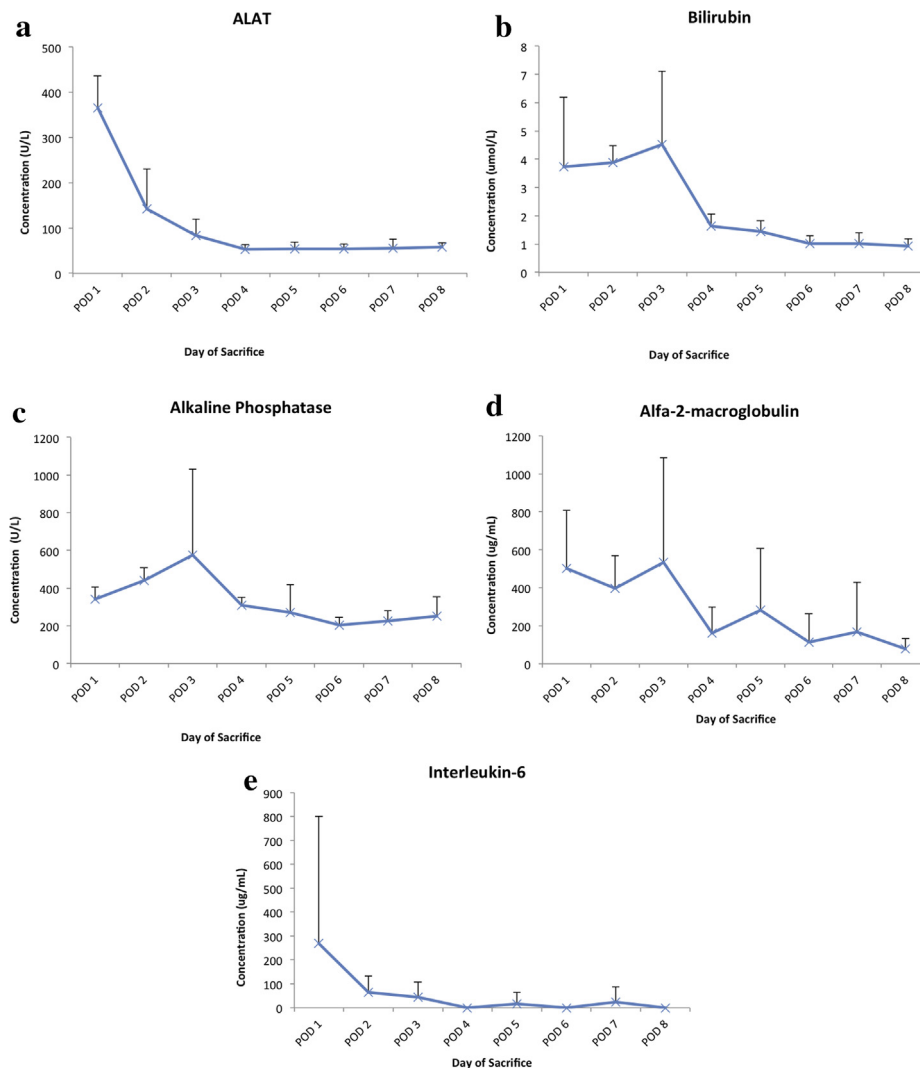 a
ALAT
500
400
300
200
100
0
Concentration (U/L)
POD 1
POD 2
POD 3
POD 4
POD 5
POD 6
POD 7
POD 8
Day of Sacrifice
b
Bilirubin
8
7
6
5
4
3
2
1
0
Concentration (umol/L)
POD 1
POD 2
POD 3
POD 4
POD 5
POD 6
POD 7
POD 8
Day of Sacrifice
c
Alkaline Phosphatase
1200
1000
800
600
400
200
0
Concentration (U/L)
POD 1
POD 2
POD 3
POD 4
POD 5
POD 6
POD 7
POD 8
Day of Sacrifice
d
Alfa-2-macroglobulin
1200
1000
800
600
400
200
0
Concentration (ug/mL)
POD 1
POD 2
POD 3
POD 4
POD 5
POD 6
POD 7
POD 8
Day of Sacrifice
e
Interleukin-6
900
800
700
600
500
400
300
200
100
0
Concentration (ug/mL)
POD 1
POD 2
POD 3
POD 4
POD 5
POD 6
POD 7
POD 8
Day of Sacrifice